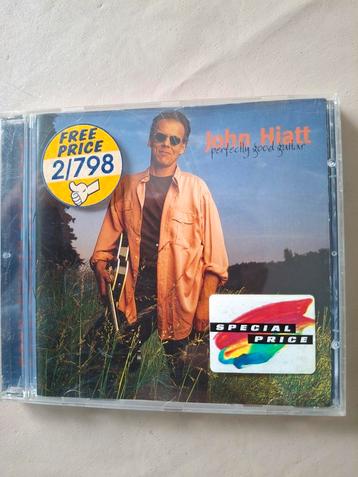 FREE
PRICE
2/798
John Hiatt
perfectly good guitar
SPECIAL
PRICE